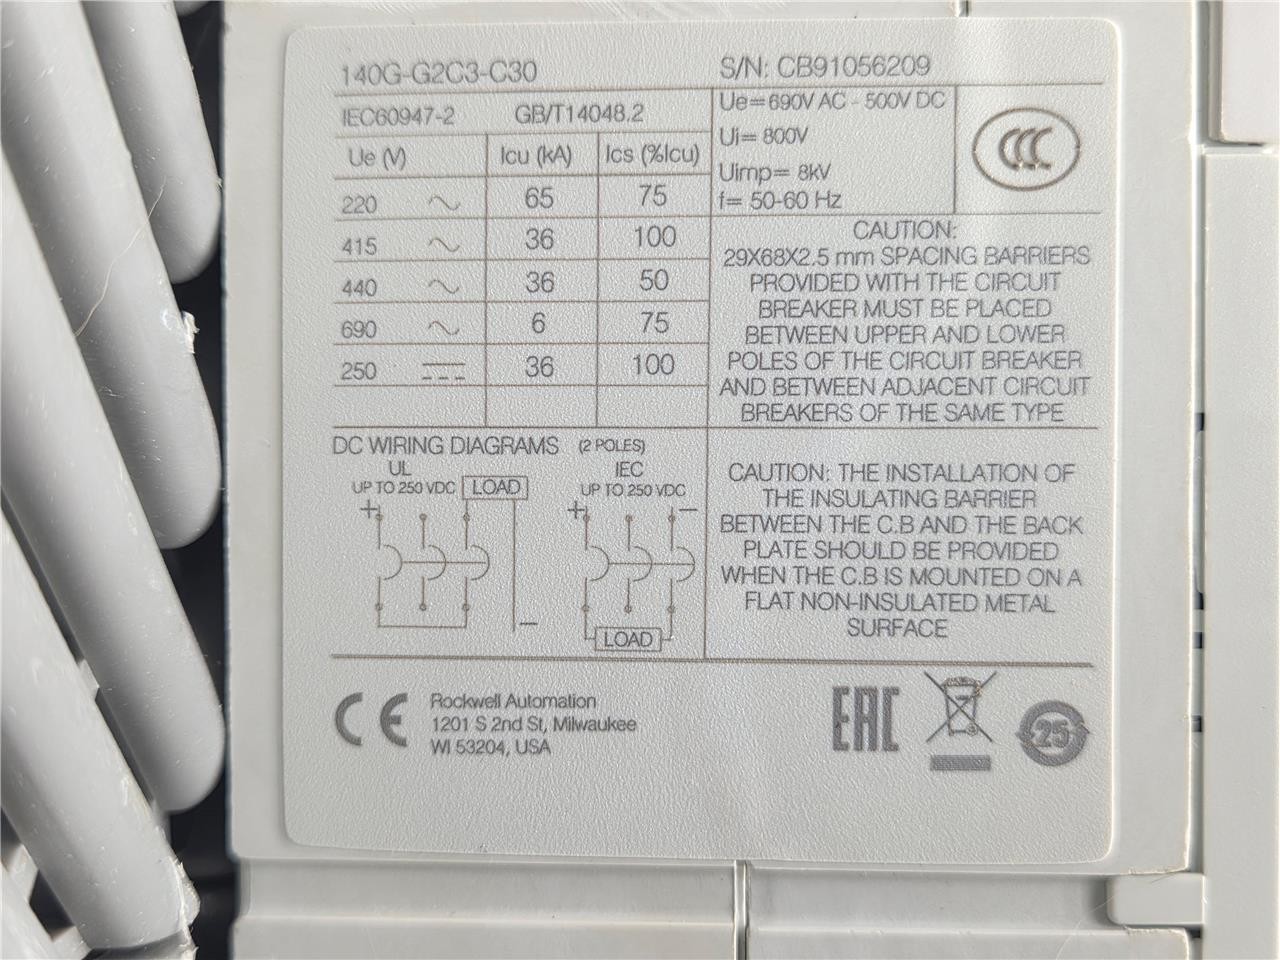 140G-G2C3-C30
S/N: CB91056209
IEC60947-2 GB/T14048.2
Ue (V) Icu (kA) Ics (%Icu)
220 ~ 65 75
415 ~ 36 100
440 ~ 36 50
690 ~ 6 75
250 ⎓ 36 100
Ue=690V AC - 500V DC
Ui= 800V
Uimp= 8kV
f= 50-60 Hz
CCC
CAUTION:
29X68X2.5 mm SPACING BARRIERS
PROVIDED WITH THE CIRCUIT
BREAKER MUST BE PLACED
BETWEEN UPPER AND LOWER
POLES OF THE CIRCUIT BREAKER
AND BETWEEN ADJACENT CIRCUIT
BREAKERS OF THE SAME TYPE
DC WIRING DIAGRAMS (2 POLES)
UL
UP TO 250 VDC
LOAD
+
−
IEC
UP TO 250 VDC
+
−
LOAD
CAUTION: THE INSTALLATION OF
THE INSULATING BARRIER
BETWEEN THE C.B AND THE BACK
PLATE SHOULD BE PROVIDED
WHEN THE C.B IS MOUNTED ON A
FLAT NON-INSULATED METAL
SURFACE
CE
Rockwell Automation
1201 S 2nd St, Milwaukee
WI 53204, USA
EAC
25